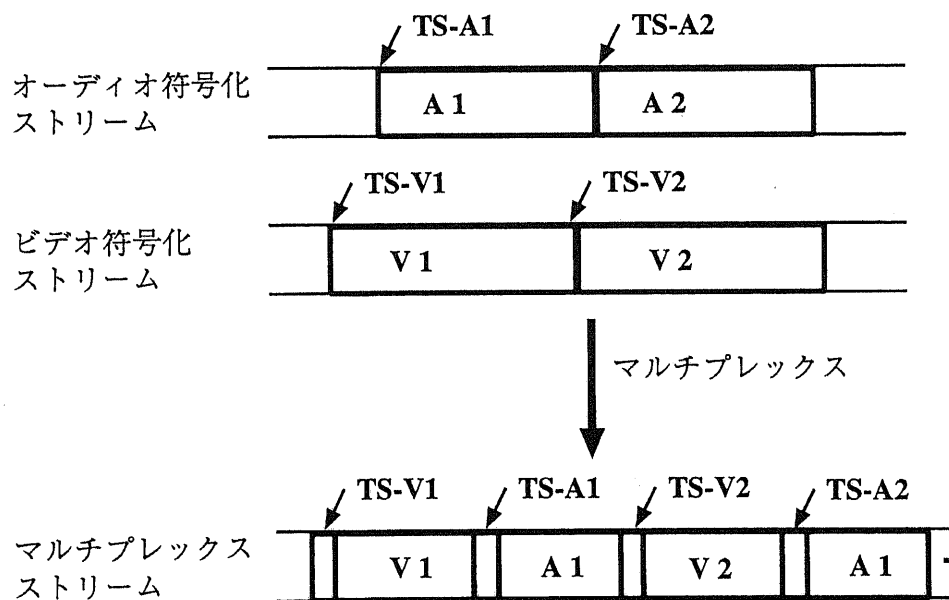 TS-A1 TS-A2
オーディオ符号化
ストリーム
A 1 A 2
TS-V1 TS-V2
ビデオ符号化
ストリーム
V 1 V 2
マルチプレックス
TS-V1 TS-A1 TS-V2 TS-A2
マルチプレックス
ストリーム
V 1 A 1 V 2 A 1